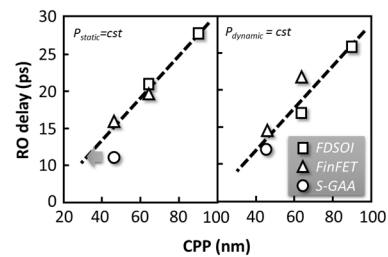 RO delay (ps)
30
25
20
15
10
5
0
P_static=cst
20 40 60 80 100
P_dynamic = cst
FDSOI
FinFET
S-GAA
40 60 80 100
CPP (nm)